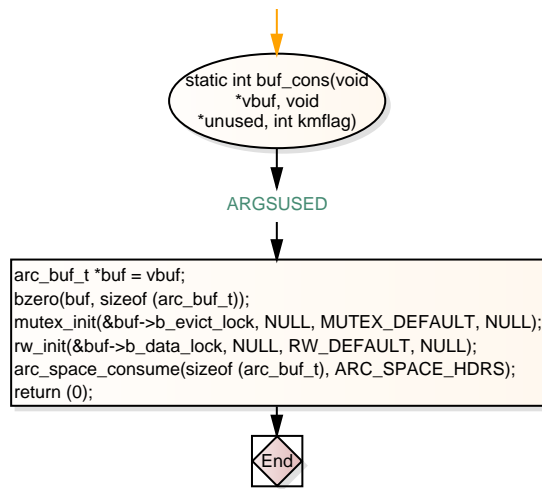 static int buf_cons(void
*vbuf, void
*unused, int kmflag)
ARGSUSED
arc_buf_t *buf = vbuf;
bzero(buf, sizeof (arc_buf_t));
mutex_init(&buf->b_evict_lock, NULL, MUTEX_DEFAULT, NULL);
rw_init(&buf->b_data_lock, NULL, RW_DEFAULT, NULL);
arc_space_consume(sizeof (arc_buf_t), ARC_SPACE_HDRS);
return (0);
End